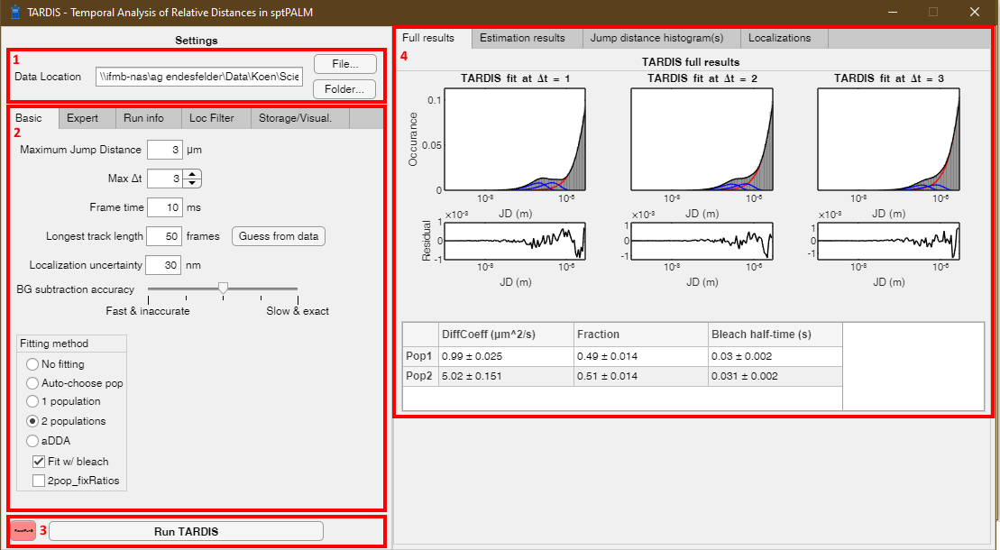 TARDIS - Temporal Analysis of Relative Distances in sptPALM
Settings
1
Data Location
\\ifmb-nas\ag endesfelder\Data\Koen\Scie
File...
Folder...
Basic Expert Run info Loc Filter Storage/Visual.
2
Maximum Jump Distance 3 µm
Max Δt 3
Frame time 10 ms
Longest track length 50 frames Guess from data
Localization uncertainty 30 nm
BG subtraction accuracy
Fast & inaccurate Slow & exact
Fitting method
No fitting
Auto-choose pop
1 population
2 populations
aDDA
Fit w/ bleach
2pop_fixRatios
3 Run TARDIS
Full results Estimation results Jump distance histogram(s) Localizations
4
TARDIS full results
TARDIS fit at Δt = 1 TARDIS fit at Δt = 2 TARDIS fit at Δt = 3
0.1
Occurance
0.05
0
10⁻⁸ 10⁻⁶ 10⁻⁸ 10⁻⁶ 10⁻⁸ 10⁻⁶
JD (m) JD (m) JD (m)
×10⁻³ ×10⁻³ ×10⁻³
Residual
1 1 1
0 0 0
-1 -1 -1
10⁻⁸ 10⁻⁶ 10⁻⁸ 10⁻⁶ 10⁻⁸ 10⁻⁶
JD (m) JD (m) JD (m)
DiffCoeff (µm^2/s) Fraction Bleach half-time (s)
Pop1 0.99 ± 0.025 0.49 ± 0.014 0.03 ± 0.002
Pop2 5.02 ± 0.151 0.51 ± 0.014 0.031 ± 0.002